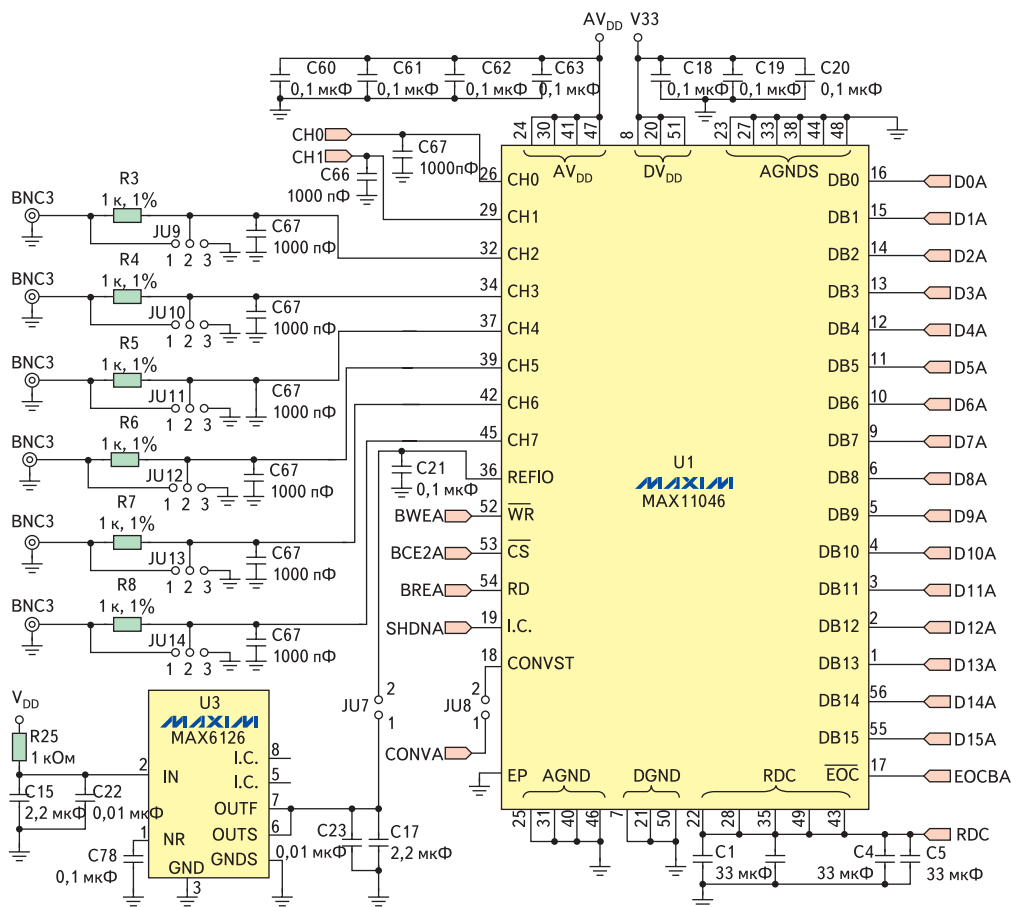 AVDD V33
C60 C61 C62 C63 C18 C19 C20
0,1 мкФ 0,1 мкФ 0,1 мкФ 0,1 мкФ 0,1 мкФ 0,1 мкФ 0,1 мкФ
24 30 41 47 8 20 51 23 27 33 38 44 48
AVDD DVDD AGNDS
CH0 C67 1000пФ 26 CH0
CH1 C66 1000 пФ 29 CH1
BNC3 R3 1 к, 1% JU9 1 2 3 C67 1000 пФ 32 CH2
R4 BNC3 1 к, 1% JU10 1 2 3 C67 1000 пФ 34 CH3
R5 BNC3 1 к, 1% JU11 1 2 3 C67 1000 пФ 37 CH4
R6 BNC3 1 к, 1% JU12 1 2 3 C67 1000 пФ 39 CH5
R7 BNC3 1 к, 1% JU13 1 2 3 C67 1000 пФ 42 CH6
R8 BNC3 1 к, 1% JU14 1 2 3 C67 1000 пФ 45 CH7
C21 0,1 мкФ 36 REFIO
BWEA 52 WR
BCE2A 53 CS
BREA 54 RD
SHDNA 19 I.C.
18 CONVST
JU7 2 1 JU8 2 1
CONVA
U1
MAXIM
MAX11046
DB0 16 D0A
DB1 15 D1A
DB2 14 D2A
DB3 13 D3A
DB4 12 D4A
DB5 11 D5A
DB6 10 D6A
DB7 9 D7A
DB8 6 D8A
DB9 5 D9A
DB10 4 D10A
DB11 3 D11A
DB12 2 D12A
DB13 1 D13A
DB14 56 D14A
DB15 55 D15A
EOC 17 EOCBA
EP AGND DGND RDC
25 31 40 46 7 21 50 22 28 35 49 43
RDC
C1 C4 C5
33 мкФ 33 мкФ 33 мкФ
VDD
R25
1 кОм
C15 C22
2,2 мкФ 0,01 мкФ
C78
0,1 мкФ
U3
MAXIM
MAX6126
2 IN
I.C. 8
I.C. 5
OUTF 7
OUTS 6
1 NR
GNDS
GND
3
C23 C17
0,01 мкФ 2,2 мкФ